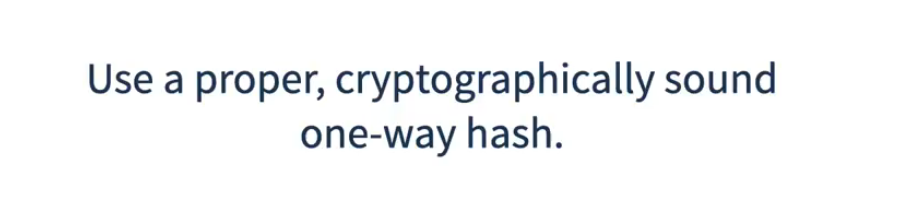 Use a proper, cryptographically sound
one-way hash.